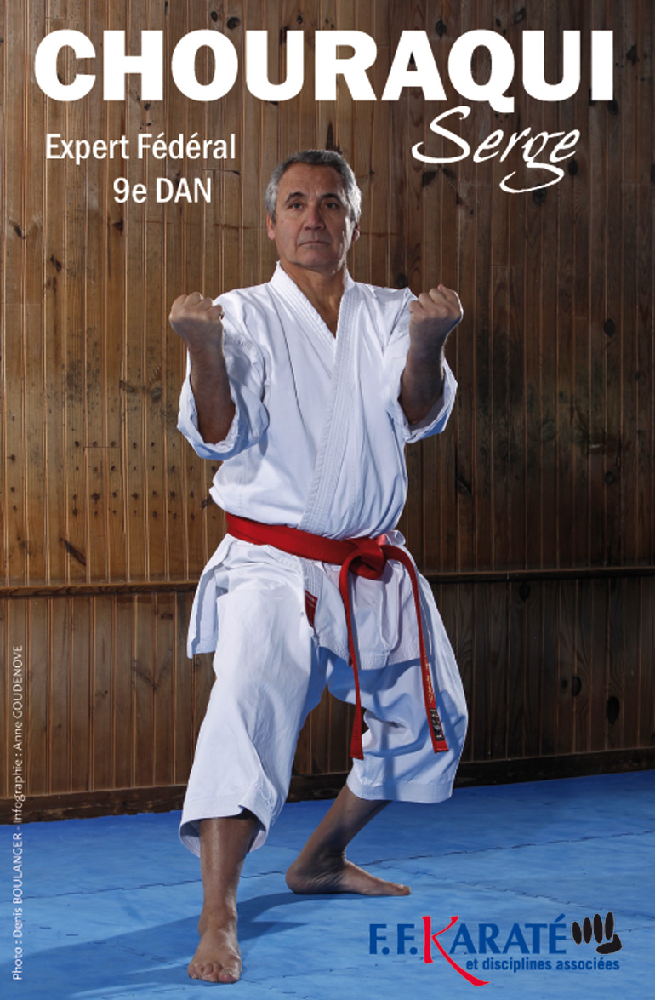 CHOURAQUI
Serge
Expert Fédéral
9e DAN
Photo : Denis BOULANGER - Infographie : Anne GOUDENOVE
F.F.KARATÉ
et disciplines associées